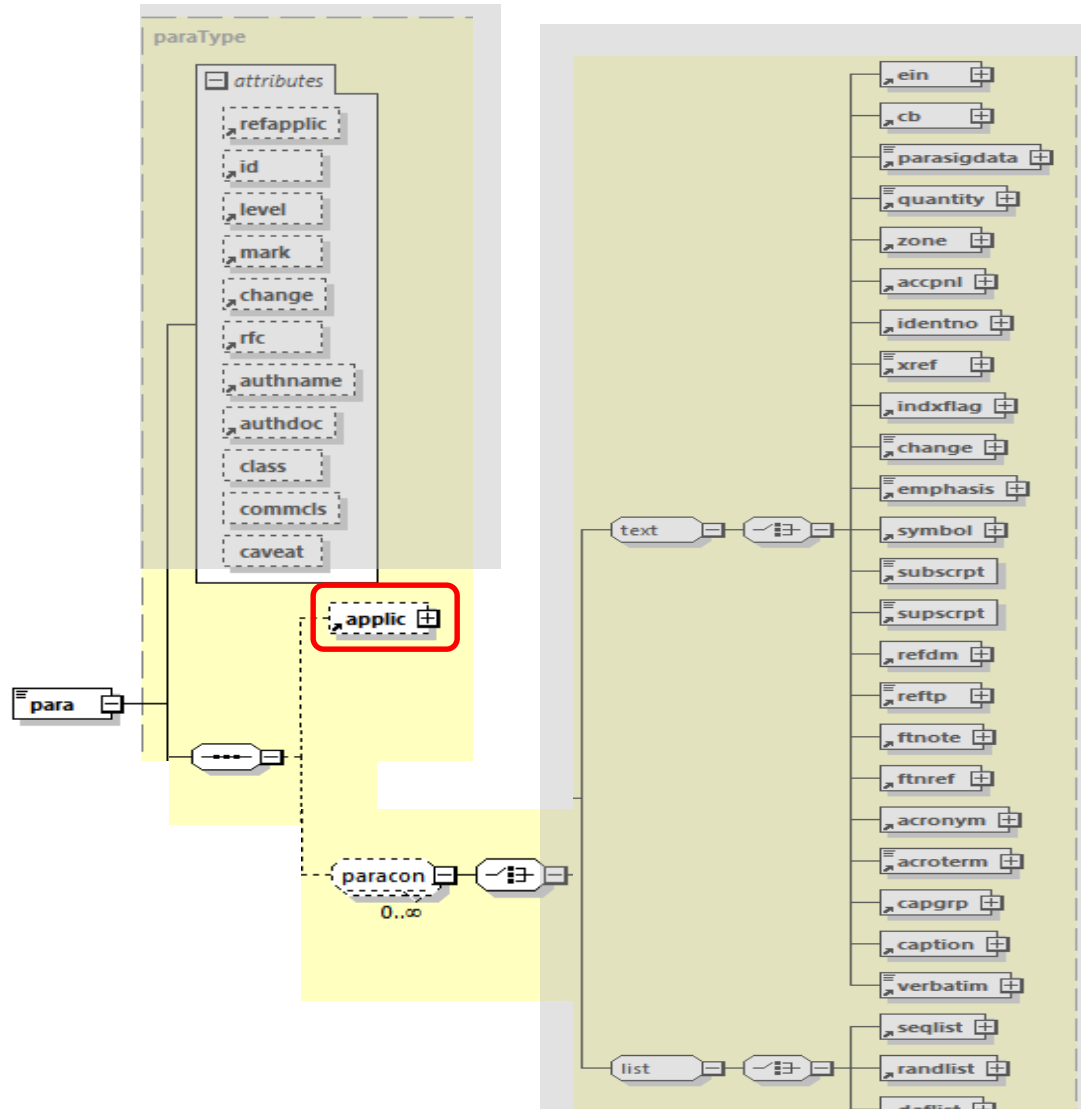 paraType
attributes
refapplic
id
level
mark
change
rfc
authname
authdoc
class
commcls
caveat
applic
para
paracon
0..∞
text
ein
cb
parasigdata
quantity
zone
accpnl
identno
xref
indxflag
change
emphasis
symbol
subscrpt
supscrpt
refdm
reftp
ftnote
ftnref
acronym
acroterm
capgrp
caption
verbatim
list
seqlist
randlist
deflist